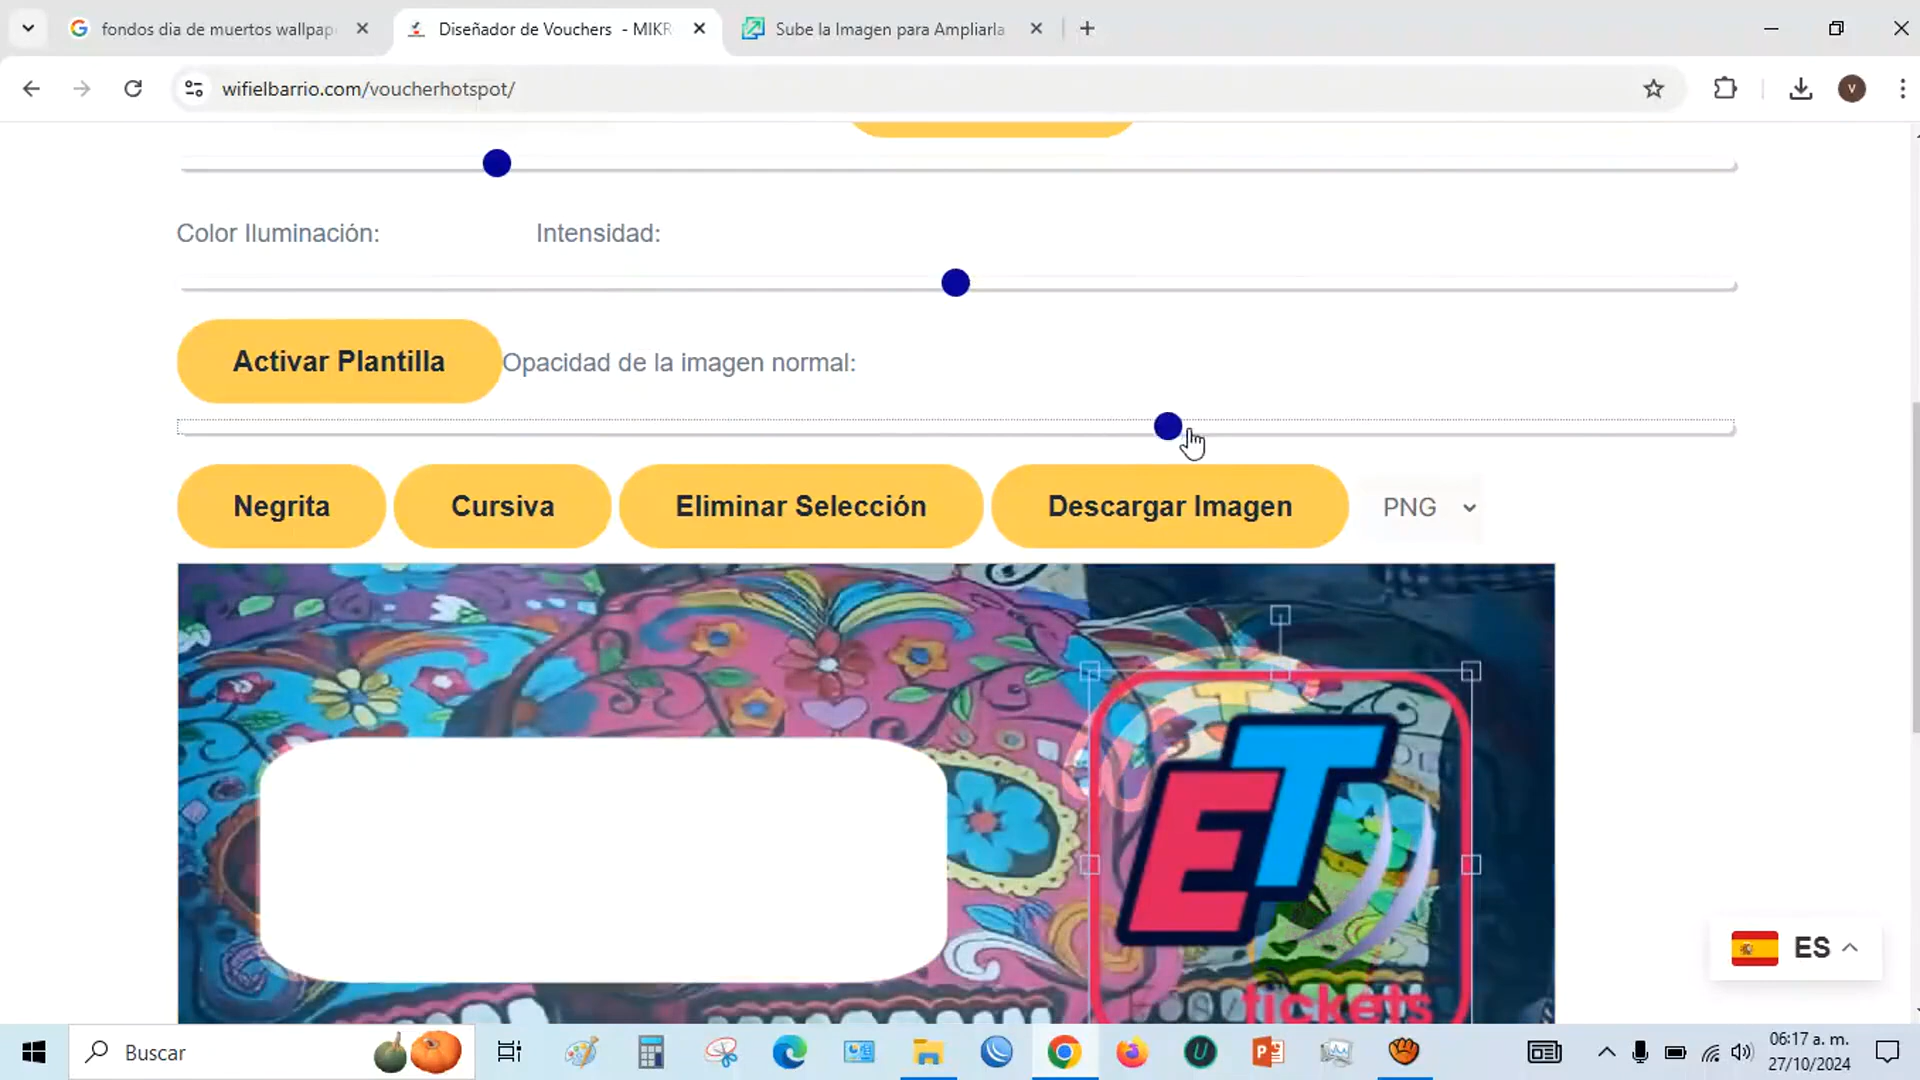 fondos dia de muertos wallpap
Diseñador de Vouchers - MIKR
Sube la Imagen para Ampliarla
wifielbarrio.com/voucherhotspot/
V
Color Iluminación:
Intensidad:
Activar Plantilla
Opacidad de la imagen normal:
Negrita
Cursiva
Eliminar Selección
Descargar Imagen
PNG
ET
tickets
ES
Buscar
06:17 a. m.
27/10/2024